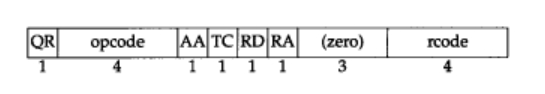 QR opcode AA TC RD RA (zero) rcode
1 4 1 1 1 1 3 4